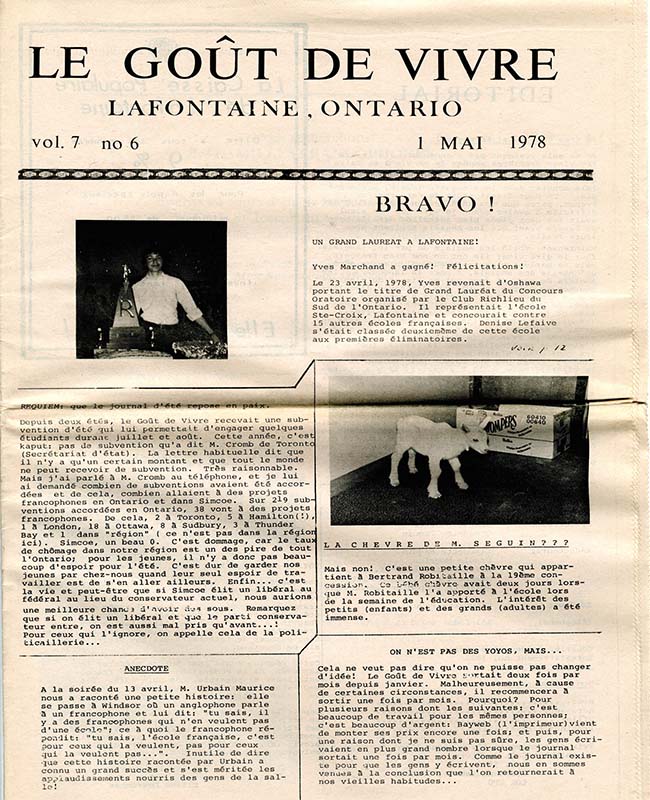 LE GOÛT DE VIVRE
LAFONTAINE, ONTARIO
vol. 7 no 6 1 MAI 1978
BRAVO !
UN GRAND LAUREAT A LAFONTAINE!
Yves Marchand a gagné! Félicitations!
Le 23 avril, 1978, Yves revenait d'Oshawa
portant le titre de Grand Lauréat du Concours
Oratoire organisé par le Club Richlieu du
Sud de l'Ontario. Il représentait l'école
Ste-Croix, Lafontaine et concourait contre
15 autres écoles françaises. Denise Lefaive
s'était classée deuxième de cette école
aux premières éliminatoires.
voir p. 12
REQUIEM: que le journal d'été repose en paix.
Depuis deux étés, le Goût de Vivre recevait une sub-
vention d'été qui lui permettait d'engager quelques
étudiants durant juillet et août. Cette année, c'est
kaput: pas de subvention qu'a dit M. Cromb de Toronto
(Secrétariat d'état). La lettre habituelle dit que
il n'y a qu'un certain montant et que tout le monde
ne peut recevoir de subvention. Très raisonnable.
Mais j'ai parlé à M. Cromb au téléphone, et je lui
ai demandé combien de subventions avaient été accor-
dées et de cela, combien allaient à des projets
francophones en Ontario et dans Simcoe. Sur 219 sub-
ventions accordées en Ontario, 38 vont à des projets
francophones. De cela, 2 à Toronto, 5 à Hamilton(!),
1 à London; 18 à Ottawa, 8 à Sudbury, 3 à Thunder
Bay et 1 dans "région" ( ce n'est pas dans la région
ici). Simcoe, un beau 0. C'est dommage, car le taux
de chômage dans notre région est un des pire de tout
l'Ontario; pour les jeunes, il n'y a donc pas beau-
coup d'espoir pour l'été. C'est dur de garder nos
jeunes par chez-nous quand leur seul espoir de tra-
vailler est de s'en aller ailleurs. Enfin... c'est
la vie et peut-être que si Simcoe élit un libéral au
fédéral au lieu du conservateur actuel, nous aurions
une meilleure chance d'avoir des sous. Remarquez
que si on élit un libéral et que le parti conserva-
teur entre, on est aussi mal pris qu'avant...!
Pour ceux qui l'ignore, on appelle cela de la poli-
ticaillerie...
ROMPERS
60410
00640
LA CHEVRE DE M. SEGUIN???
Mais non! C'est une petite chèvre qui appar-
tient à Bertrand Robitaille à la 19ème con-
cession. Ce bébé chèvre avait deux jours lors-
que M. Robitaille l'a apporté à l'école lors
de la semaine de l'éducation. L'intérêt des
petits (enfants) et des grands (adultes) a été
immense.
ANECDOTE
A la soirée du 13 avril, M. Urbain Maurice
nous a raconté une petite histoire: elle
se passe à Windsor où un anglophone parle
à un francophone et lui dit: "tu sais, il
y a des francophones qui n'en veulent pas
d'une école"; ce à quoi le francophone ré-
pondit: "tu sais, l'école française, c'est
pour ceux qui la veulent, pas pour ceux
qui la veulent pas...". Inutile de dire
que cette histoire racontée par Urbain a
connu un grand succès et s'est méritée les
applaudissements nourris des gens de la sal-
le!
ON N'EST PAS DES YOYOS, MAIS...
Cela ne veut pas dire qu'on ne puisse pas changer
d'idée! Le Goût de Vivre sortait deux fois par
mois depuis janvier. Malheureusement, à cause
de certaines circonstances, il recommencera à
sortir une fois par mois. Pourquoi? Pour
plusieurs raisons dont les suivantes: c'est
beaucoup de travail pour les mêmes personnes;
c'est beaucoup d'argent: Bayweb (l'imprimeur)vient
de monter ses prix encore une fois; et puis, pour
une raison dont je ne suis pas sûre, les gens écri-
vaient en plus grand nombre lorsque le journal
sortait une fois par mois. Comme le journal exis-
te pour que les gens y écrivent, nous en sommes
venues à la conclusion que l'on retournerait à
nos vieilles habitudes...